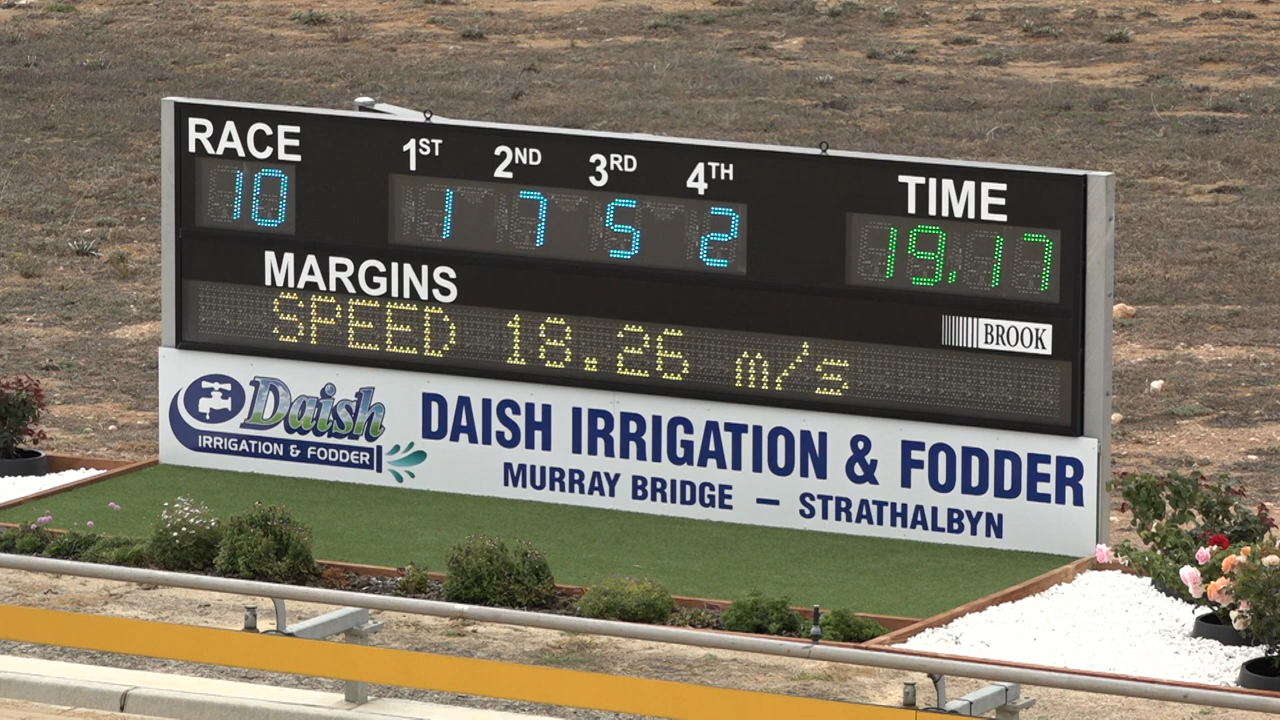 RACE 1ST 2ND 3RD 4TH TIME
10 1 7 5 2 19.17
MARGINS
SPEED 18.26 m/s
BROOK
Daish
IRRIGATION & FODDER
DAISH IRRIGATION & FODDER
MURRAY BRIDGE – STRATHALBYN